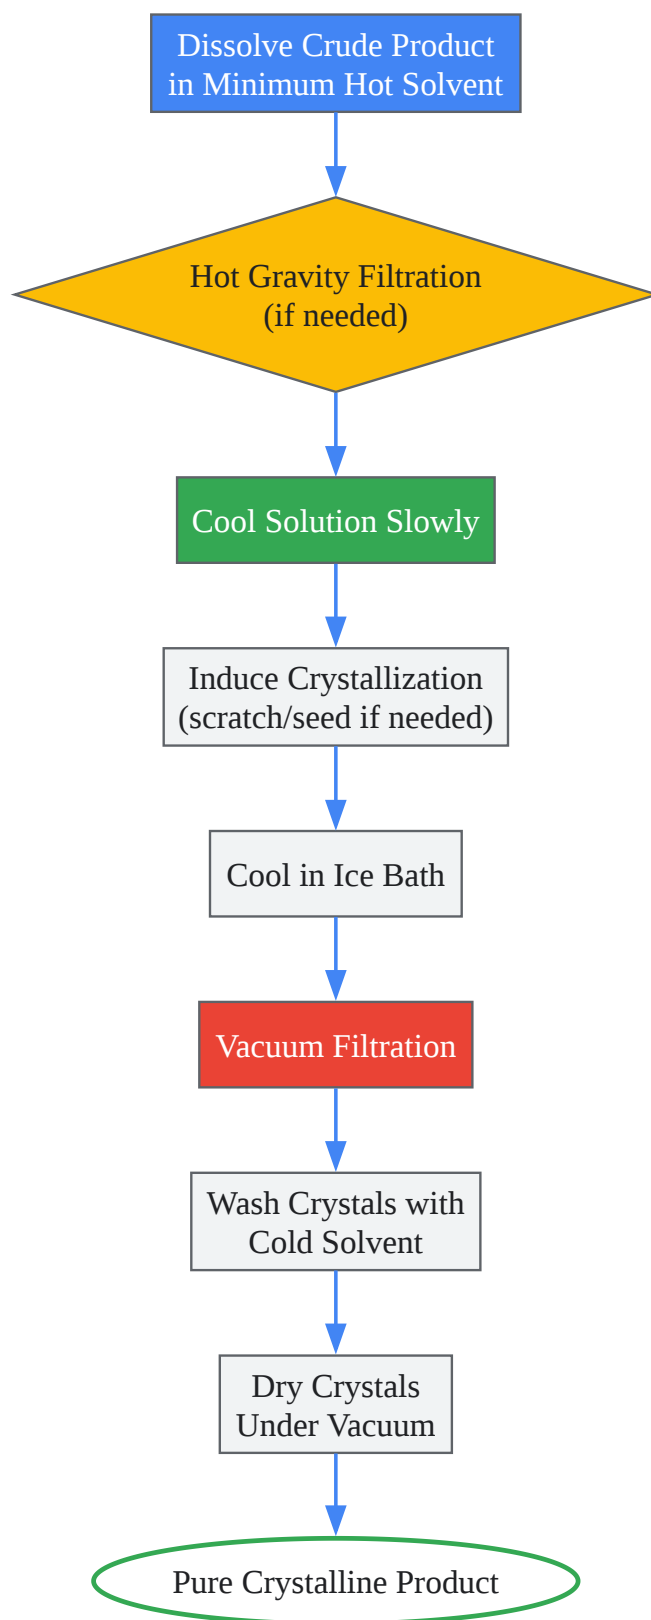 Dissolve Crude Product
in Minimum Hot Solvent
Hot Gravity Filtration
(if needed)
Cool Solution Slowly
Induce Crystallization
(scratch/seed if needed)
Cool in Ice Bath
Vacuum Filtration
Wash Crystals with
Cold Solvent
Dry Crystals
Under Vacuum
Pure Crystalline Product